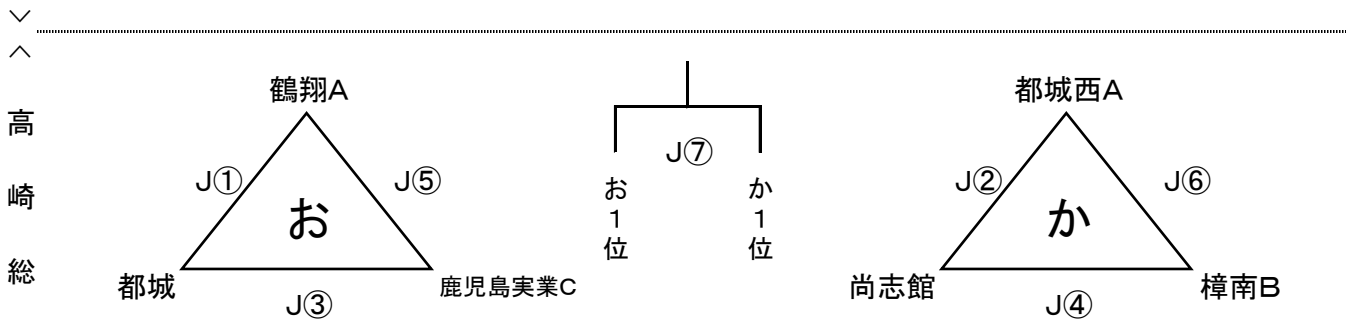 ﹀
︿
高崎総
鶴翔A
J①
J⑤
お
都城
鹿児島実業C
J③
J⑦
お1位
か1位
都城西A
J②
J⑥
か
尚志館
樟南B
J④